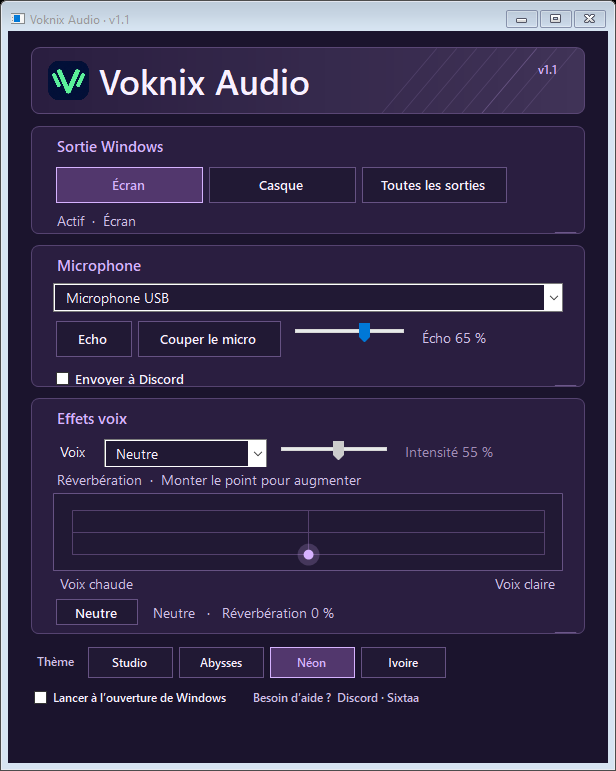 Voknix Audio · v1.1
Voknix Audio
v1.1
Sortie Windows
Écran
Casque
Toutes les sorties
Actif · Écran
Microphone
Microphone USB
Echo
Couper le micro
Écho 65 %
Envoyer à Discord
Effets voix
Voix
Neutre
Intensité 55 %
Réverbération · Monter le point pour augmenter
Voix chaude
Voix claire
Neutre
Neutre · Réverbération 0 %
Thème
Studio
Abysses
Néon
Ivoire
Lancer à l'ouverture de Windows
Besoin d'aide ? Discord · Sixtaa